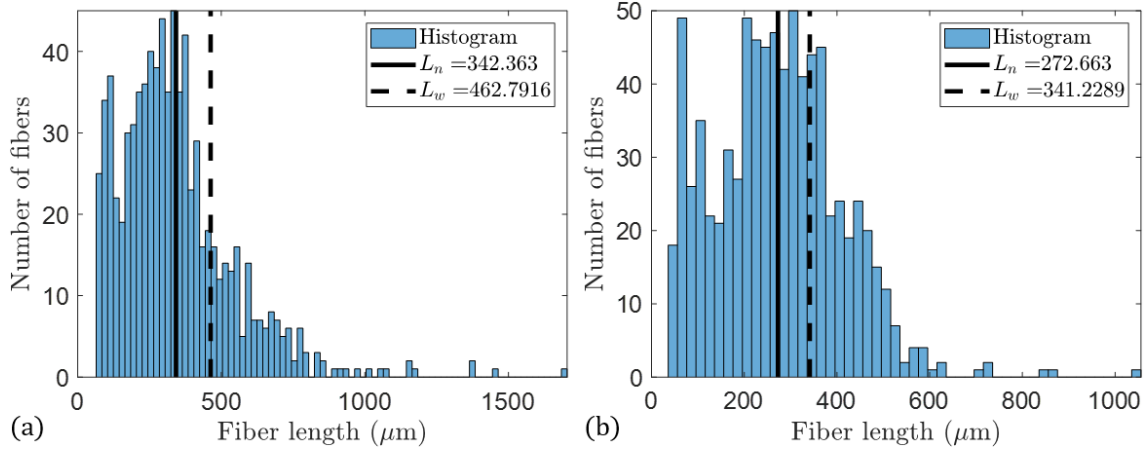 Number of fibers
40
30
20
10
0
0
500
1000
1500
Fiber length (μm)
(a)
Histogram
L_n =342.363
L_w =462.7916
Number of fibers
50
40
30
20
10
0
0
200
400
600
800
1000
Fiber length (μm)
(b)
Histogram
L_n =272.663
L_w =341.2289